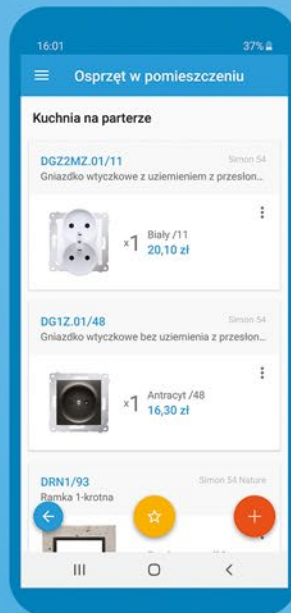 16:01 37%
Osprzęt w pomieszczeniu
Kuchnia na parterze
DGZ2MZ.01/11 Simon 54
Gniazdko wtyczkowe z uziemieniem z przesłon...
x1 Biały /11
20,10 zł
DG1Z.01/48 Simon 54
Gniazdko wtyczkowe bez uziemienia z przesłon...
x1 Antracyt /48
16,30 zł
DRN1/93 Simon 54 Nature
Ramka 1-krotna